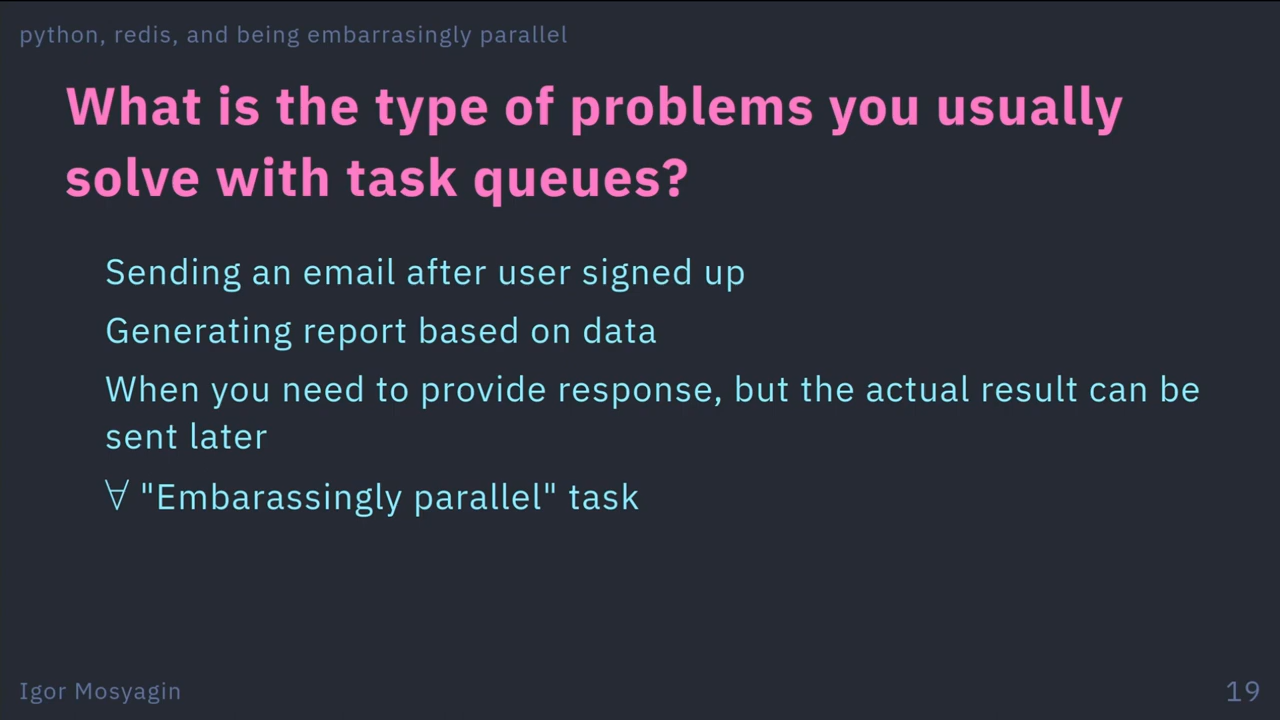 python, redis, and being embarrasingly parallel
What is the type of problems you usually
solve with task queues?
Sending an email after user signed up
Generating report based on data
When you need to provide response, but the actual result can be
sent later
∀ "Embarassingly parallel" task
Igor Mosyagin
19